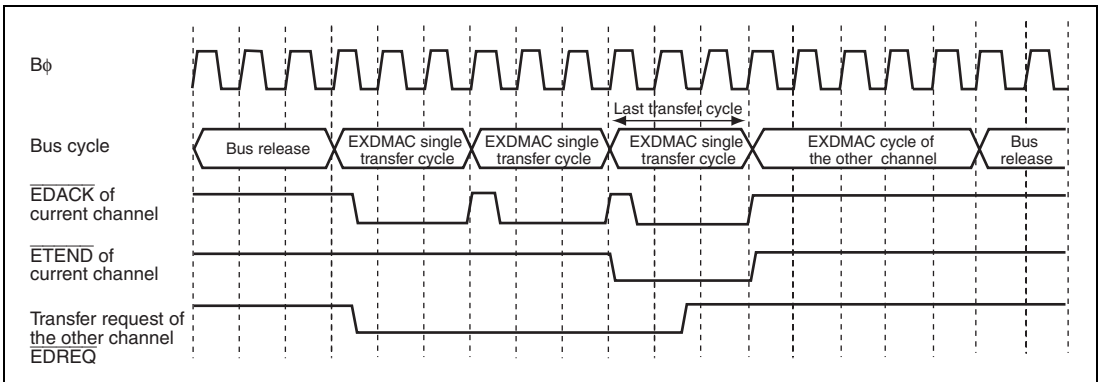 Bφ
Last transfer cycle
Bus cycle
Bus release
EXDMAC single
transfer cycle
EXDMAC single
transfer cycle
EXDMAC single
transfer cycle
EXDMAC cycle of
the other channel
Bus
release
EDACK of
current channel
ETEND of
current channel
Transfer request of
the other channel
EDREQ